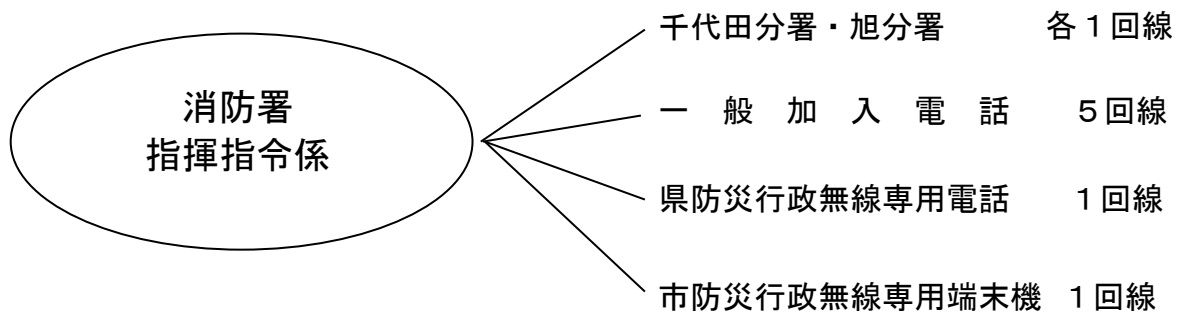 消防署
指揮指令係
千代田分署・旭分署　　　各１回線
一　般　加　入　電　話　　５回線
県防災行政無線専用電話　　１回線
市防災行政無線専用端末機　１回線